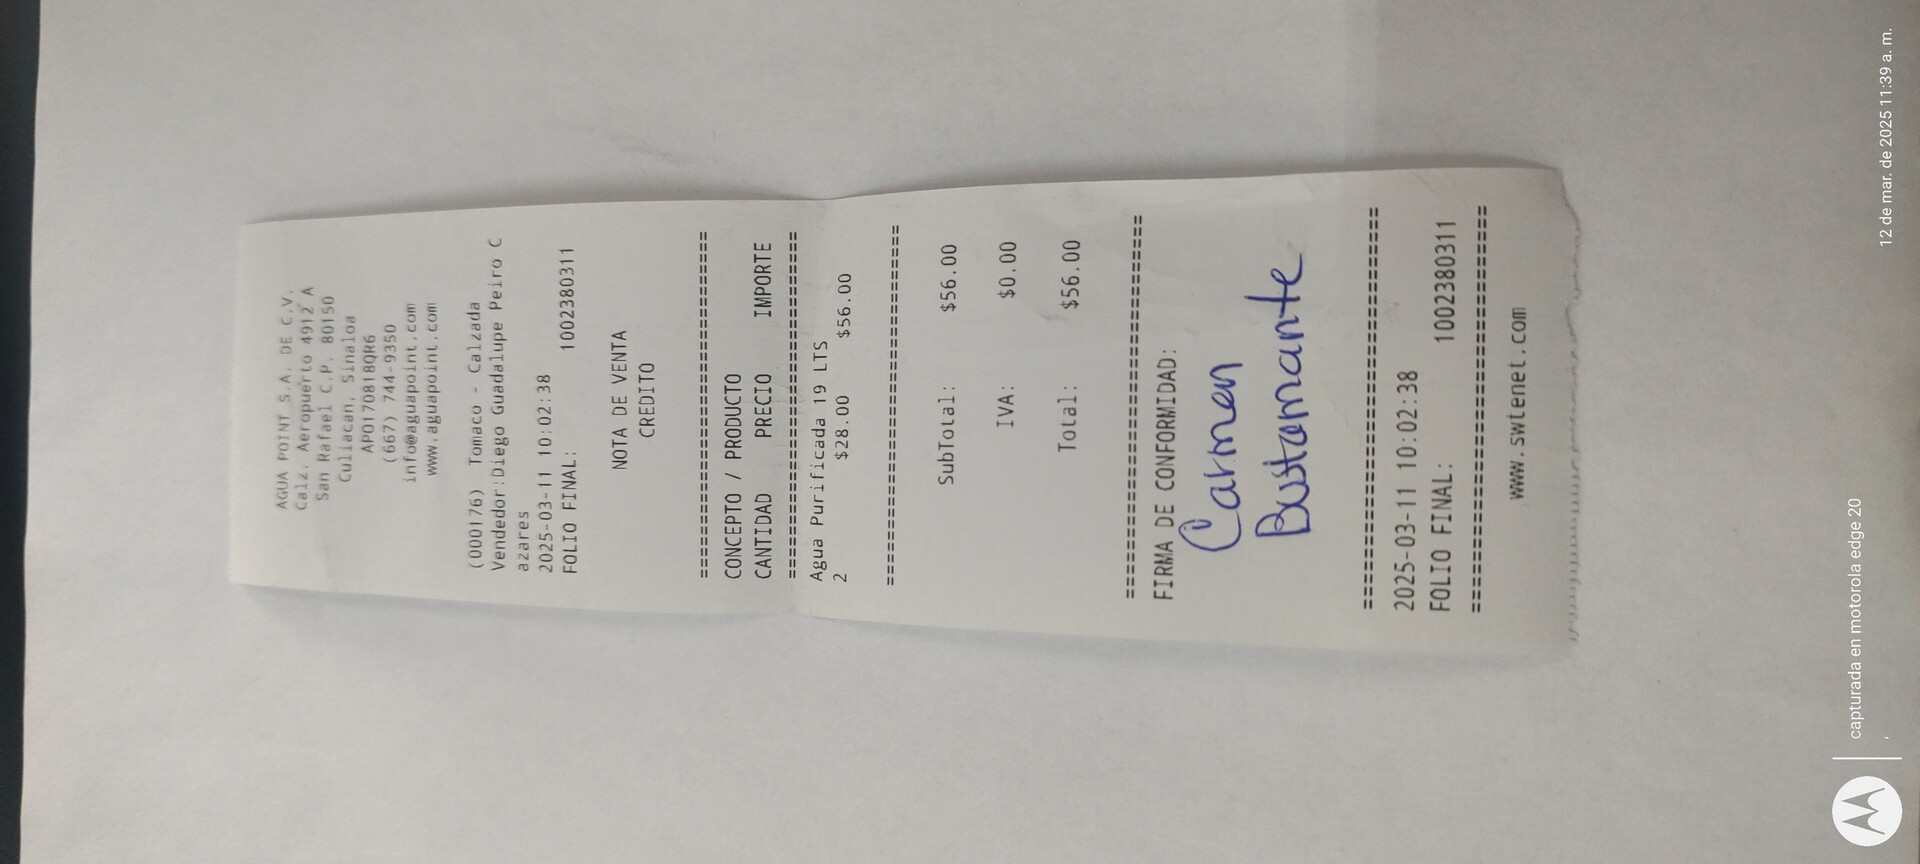 AGUA POINT S.A. DE C.V.
Calz. Aeropuerto 4912 A
San Rafael C.P. 80150
Culiacan, Sinaloa
APO170818QR6
(667) 744-9350
info@aguapoint.com
www.aguapoint.com
(000176) Tomaco - Calzada
Vendedor:Diego Guadalupe Peiro C
azares
2025-03-11 10:02:38
FOLIO FINAL: 1002380311
NOTA DE VENTA
CREDITO
================================
CONCEPTO / PRODUCTO
CANTIDAD PRECIO IMPORTE
================================
Agua Purificada 19 LTS
2 $28.00 $56.00
================================
SubTotal: $56.00
IVA: $0.00
Total: $56.00
================================
FIRMA DE CONFORMIDAD:
Carmen
Bustamante
================================
2025-03-11 10:02:38
FOLIO FINAL: 1002380311
================================
www.swtenet.com
capturada en motorola edge 20
,
12 de mar. de 2025 11:39 a. m.